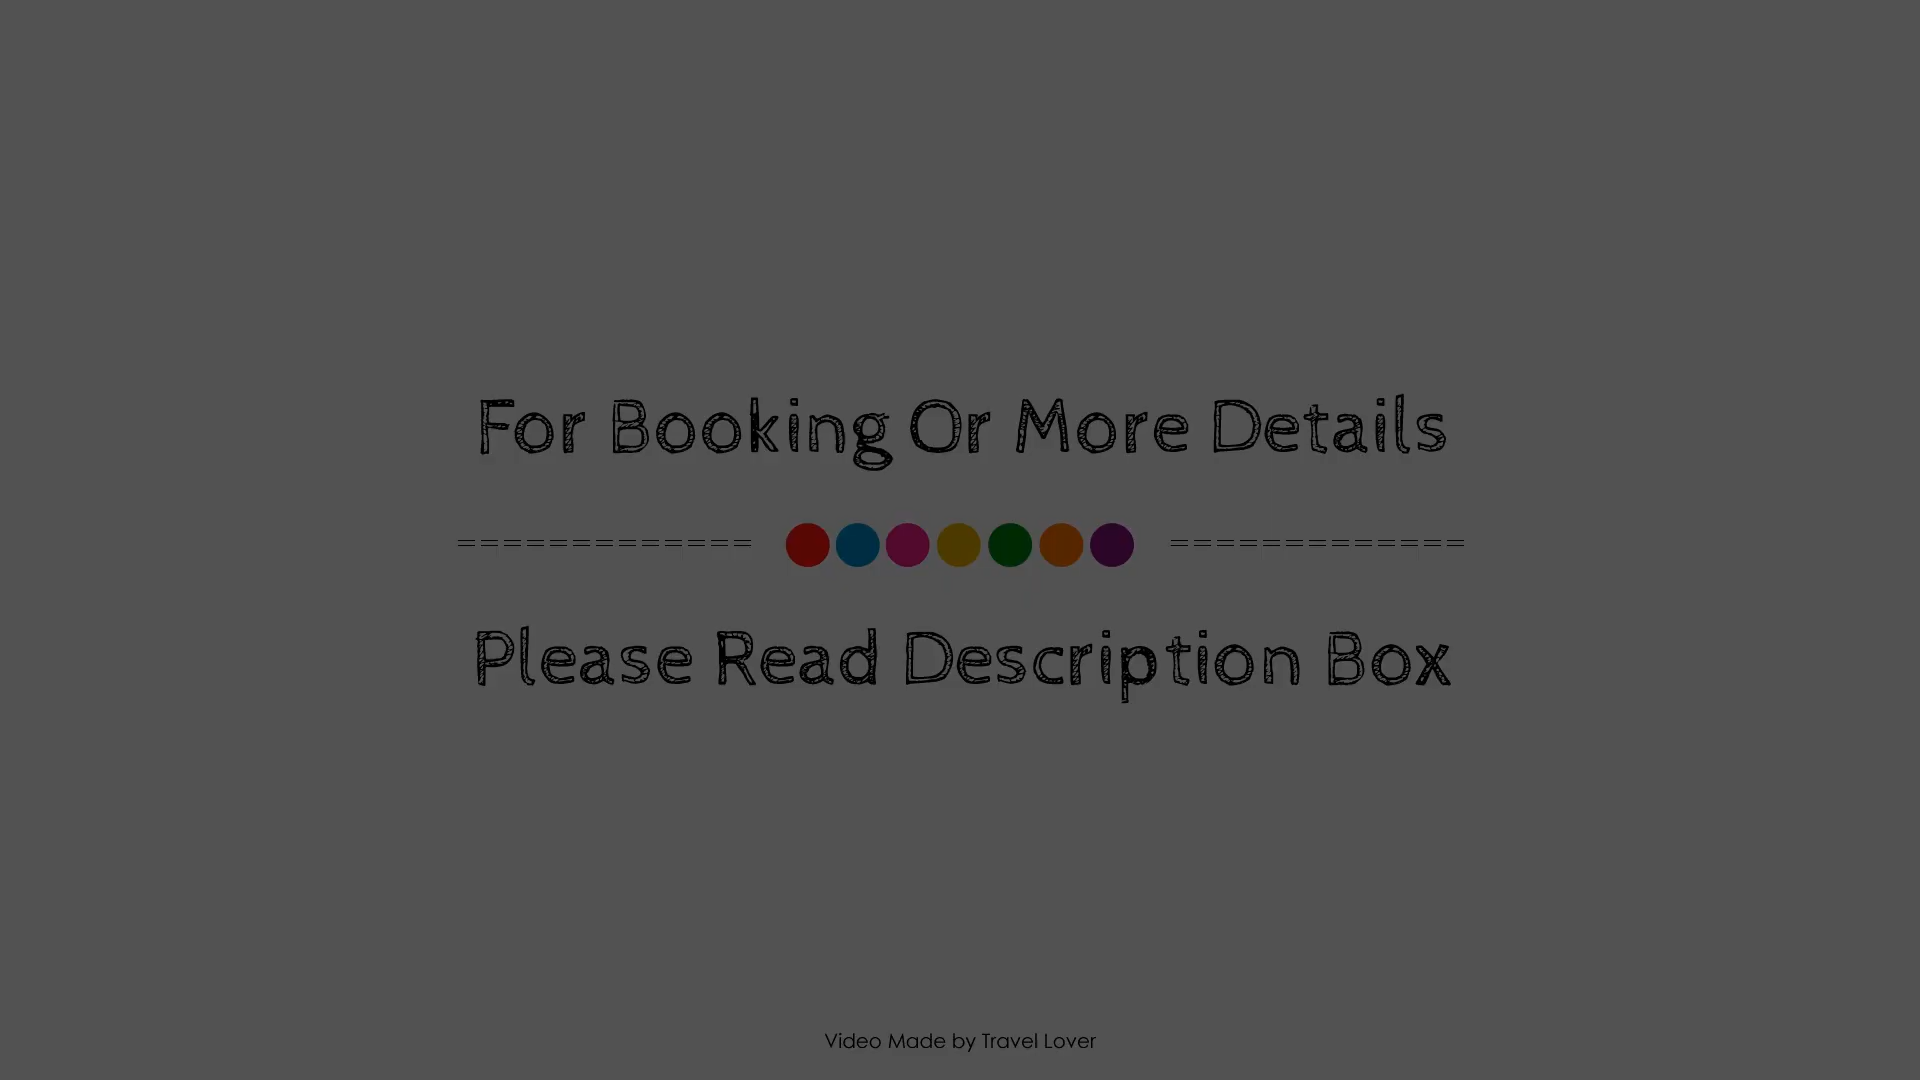 For Booking Or More Details
============= =============
Please Read Description Box
Video Made by Travel Lover